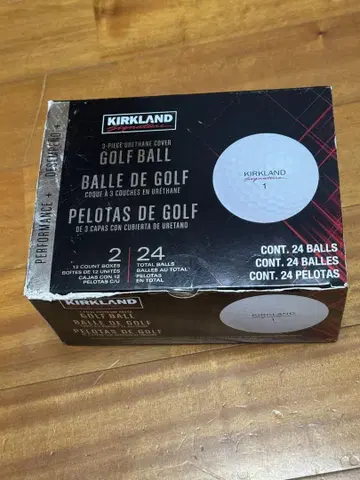 KIRKLAND
Signature
3-PIECE URETHANE COVER
GOLF BALL
BALLE DE GOLF
COQUE À 3 COUCHES EN URÉTHANE
PELOTAS DE GOLF
DE 3 CAPAS CON CUBIERTA DE URETANO
2
12 COUNT BOXES
BOÎTES DE 12 UNITÉS
CAJAS CON 12
PELOTAS C/U
24
TOTAL BALLS
BALLES AU TOTAL
PELOTAS
EN TOTAL
CONT. 24 BALLS
CONT. 24 BALLES
CONT. 24 PELOTAS
KIRKLAND
Signature
1
PERFORMANCE +
KIRKLAND
GOLF BALL
BALLE DE GOLF
PELOTAS DE GOLF
KIRKLAND
1